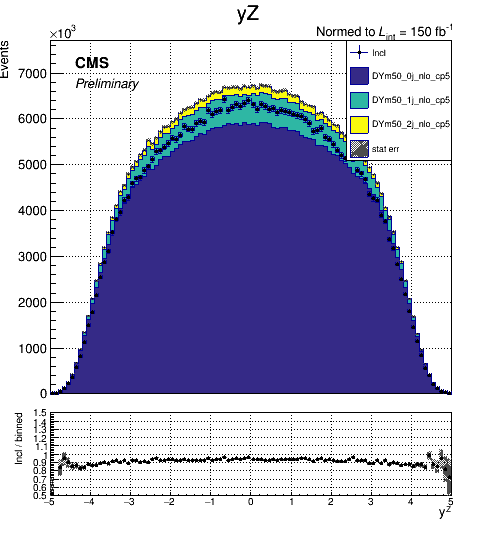 yZ
Normed to L_int = 150 fb⁻¹
×10³
Events
CMS
Preliminary
Incl
DYm50_0j_nlo_cp5
DYm50_1j_nlo_cp5
DYm50_2j_nlo_cp5
stat err
7000
6000
5000
4000
3000
2000
1000
0
Incl / binned
1.5
1.4
1.3
1.2
1.1
1
0.9
0.8
0.7
0.6
0.5
−5 −4 −3 −2 −1 0 1 2 3 4 5
y^Z